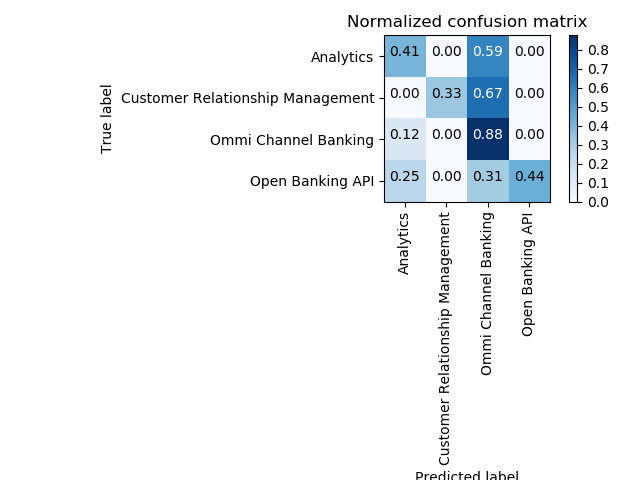 Normalized confusion matrix
True label
Analytics 0.41 0.00 0.59 0.00
Customer Relationship Management 0.00 0.33 0.67 0.00
Ommi Channel Banking 0.12 0.00 0.88 0.00
Open Banking API 0.25 0.00 0.31 0.44
Analytics
Customer Relationship Management
Ommi Channel Banking
Open Banking API
Predicted label
0.8
0.7
0.6
0.5
0.4
0.3
0.2
0.1
0.0